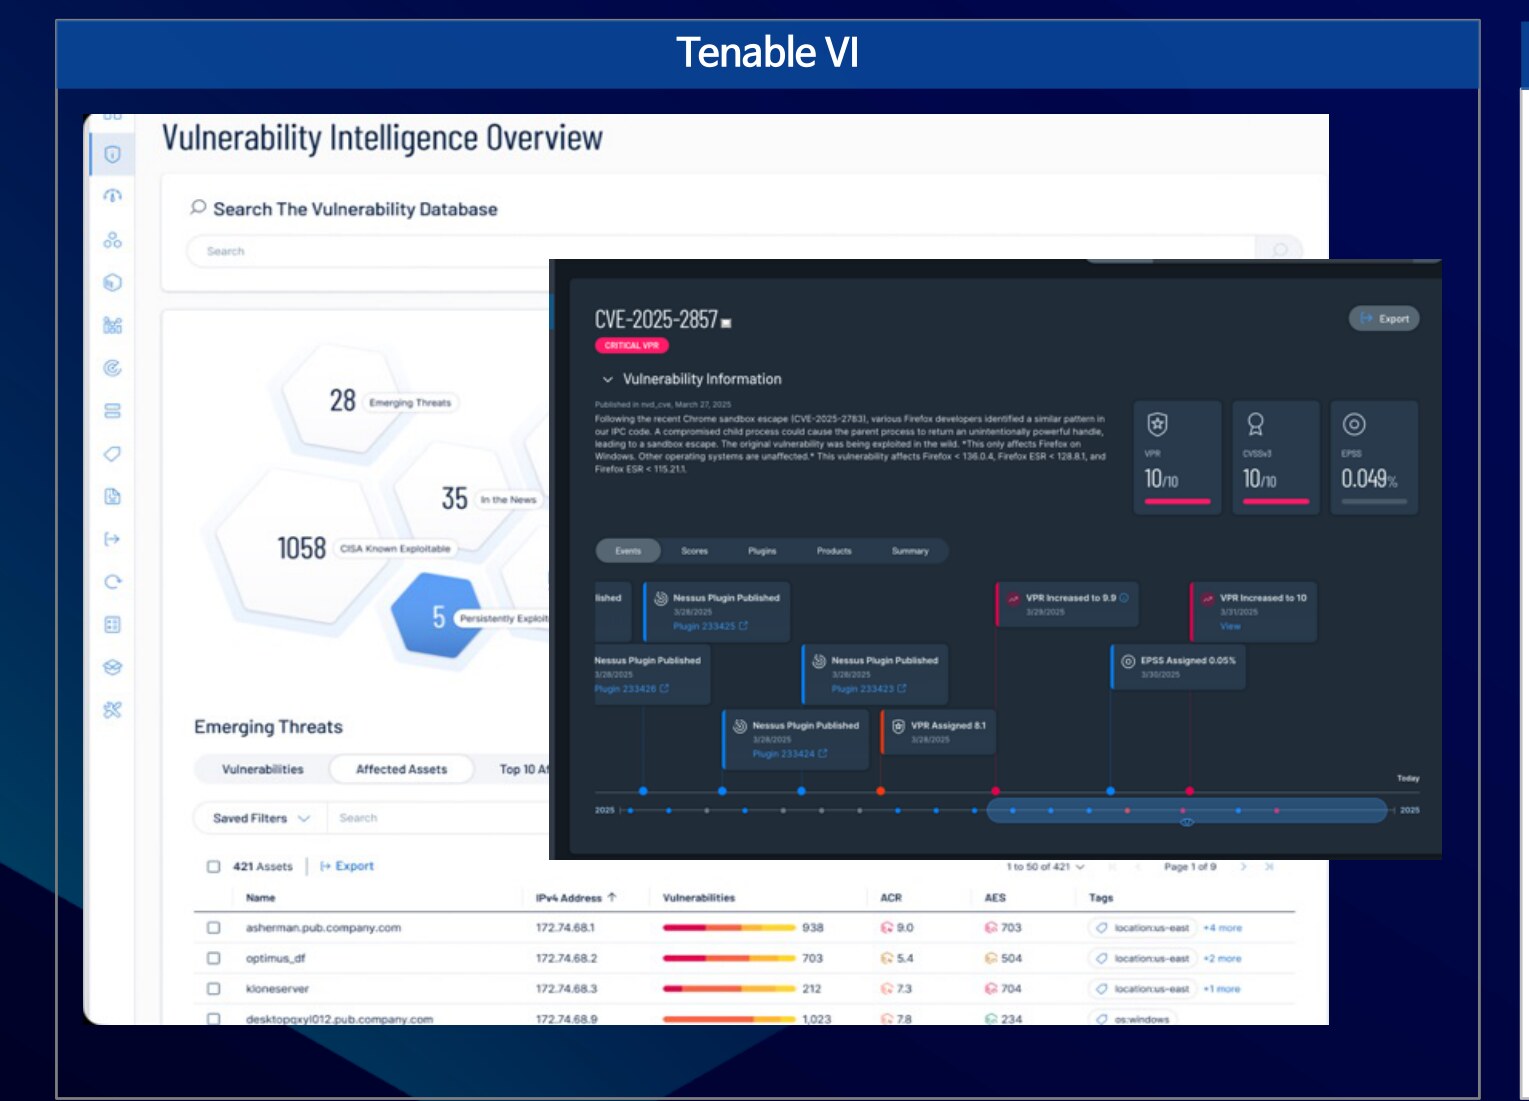 Tenable VI
Vulnerability Intelligence Overview
Search The Vulnerability Database
Search
28 Emerging Threats
35 In the News
1058 CISA Known Exploitable
5 Persistently Exploit
Emerging Threats
Vulnerabilities Affected Assets Top 10 Af
Saved Filters Search
421 Assets Export 1 to 50 of 421 Page 1 of 9
Name IPv4 Address Vulnerabilities ACR AES Tags
asherman.pub.company.com 172.74.68.1 938 9.0 703 location:us-east +4 more
optimus_df 172.74.68.2 703 5.4 504 location:us-east +2 more
kloneserver 172.74.68.3 212 7.3 704 location:us-east +1 more
desktopqxyl012.pub.company.com 172.74.68.9 1,023 7.8 234 os:windows
CVE-2025-2857
Export
CRITICAL VPR
Vulnerability Information
Published in nvd_cve, March 27, 2025
Following the recent Chrome sandbox escape (CVE-2025-2783), various Firefox developers identified a similar pattern in
our IPC code. A compromised child process could cause the parent process to return an unintentionally powerful handle,
leading to a sandbox escape. The original vulnerability was being exploited in the wild. *This only affects Firefox on
Windows. Other operating systems are unaffected.* This vulnerability affects Firefox < 136.0.4, Firefox ESR < 128.8.1, and
Firefox ESR < 115.21.1.
VPR
10/10
CVSSv3
10/10
EPSS
0.049%
Events Scores Plugins Products Summary
lished
Nessus Plugin Published
3/28/2025
Plugin 233425
VPR Increased to 9.9
3/29/2025
VPR Increased to 10
3/31/2025
View
Nessus Plugin Published
3/28/2025
Plugin 233426
Nessus Plugin Published
3/28/2025
Plugin 233423
EPSS Assigned 0.05%
3/30/2025
Nessus Plugin Published
3/28/2025
Plugin 233424
VPR Assigned 8.1
3/28/2025
Today
2025 2025